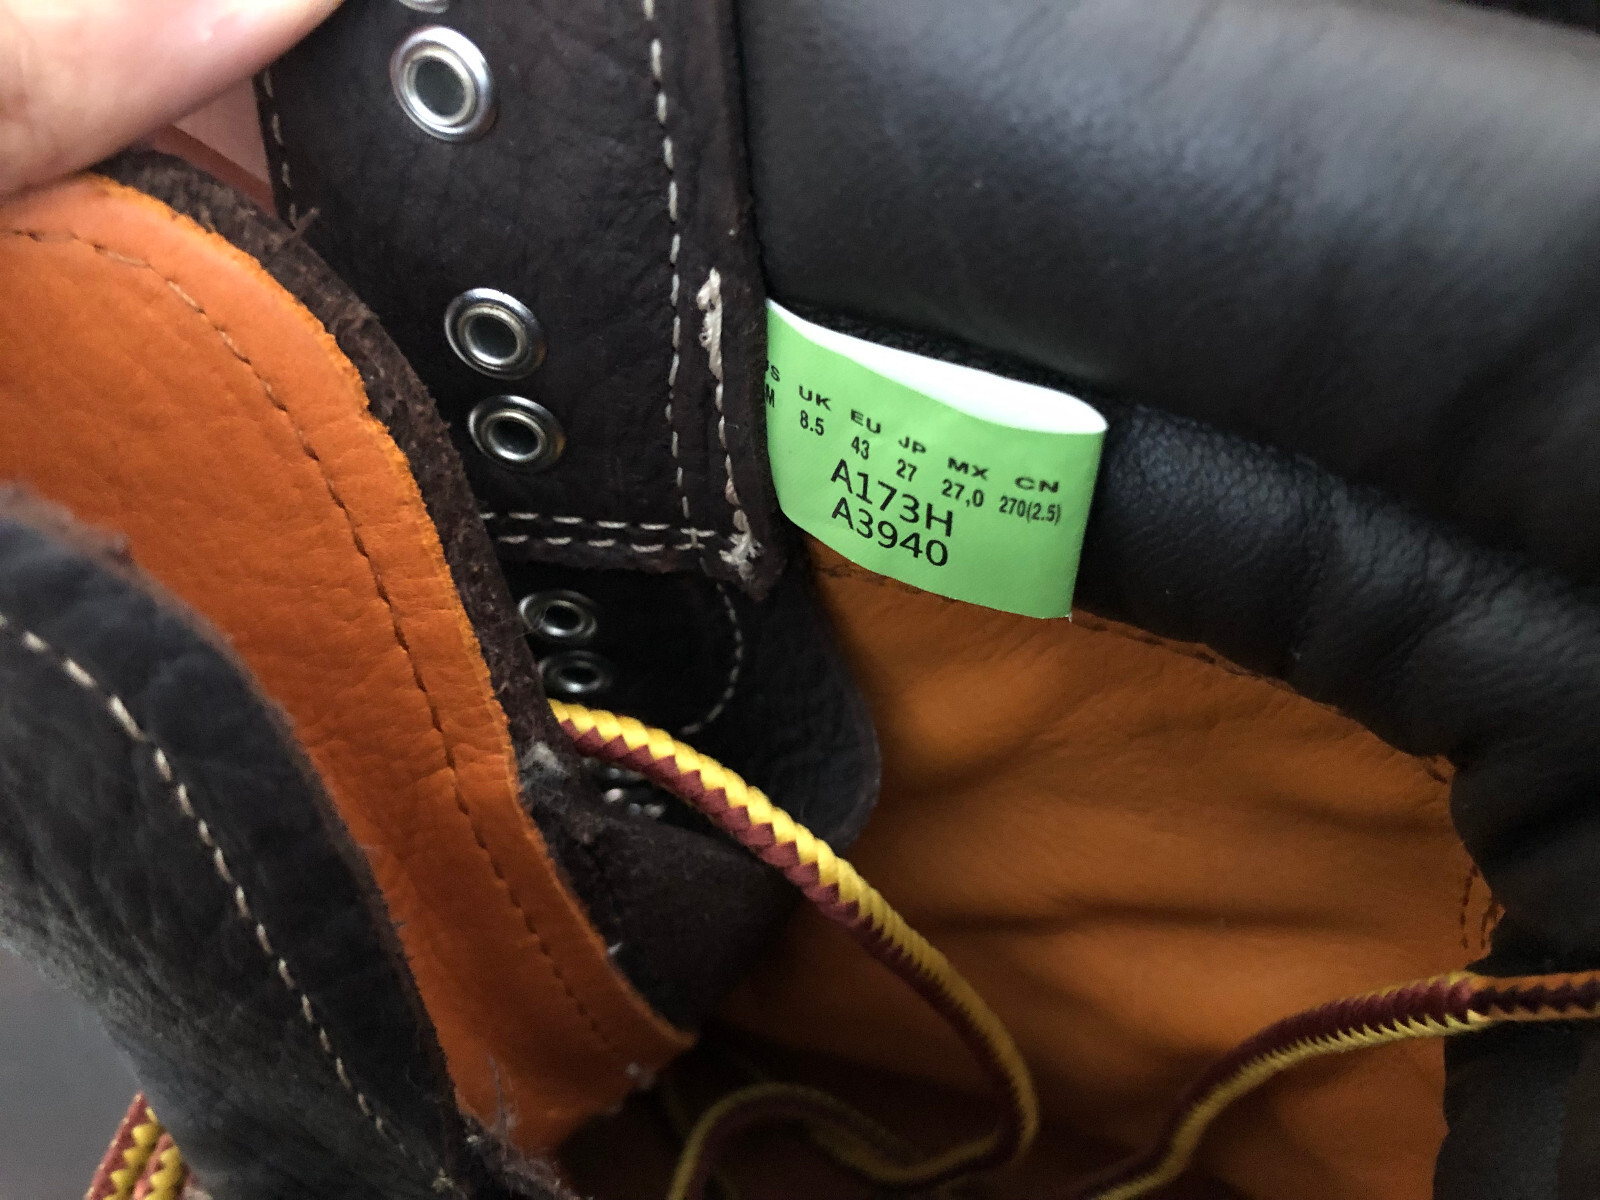 UK EU JP MX CN
8.5 43 27 27,0 270(2.5)
A173H
A3940